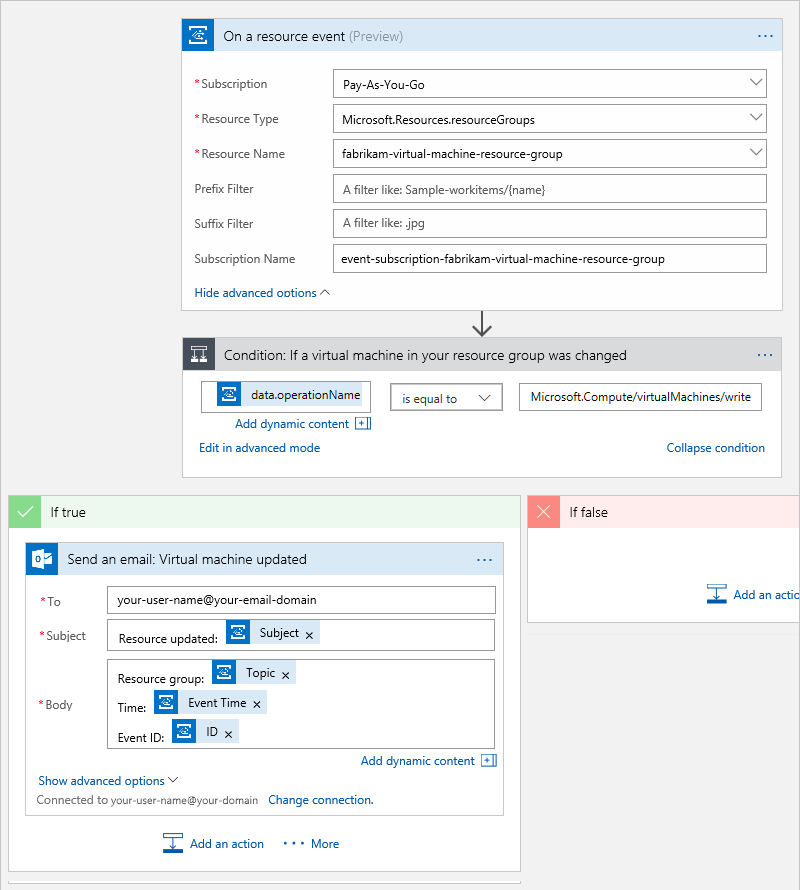 On a resource event (Preview)
* Subscription Pay-As-You-Go
* Resource Type Microsoft.Resources.resourceGroups
* Resource Name fabrikam-virtual-machine-resource-group
Prefix Filter A filter like: Sample-workitems/{name}
Suffix Filter A filter like: .jpg
Subscription Name event-subscription-fabrikam-virtual-machine-resource-group
Hide advanced options
Condition: If a virtual machine in your resource group was changed
data.operationName is equal to Microsoft.Compute/virtualMachines/write
Add dynamic content
Edit in advanced mode Collapse condition
If true
Send an email: Virtual machine updated
* To your-user-name@your-email-domain
* Subject Resource updated: Subject ×
* Body
Resource group: Topic ×
Time: Event Time ×
Event ID: ID ×
Add dynamic content
Show advanced options
Connected to your-user-name@your-domain Change connection.
Add an action ··· More
If false
Add an actio